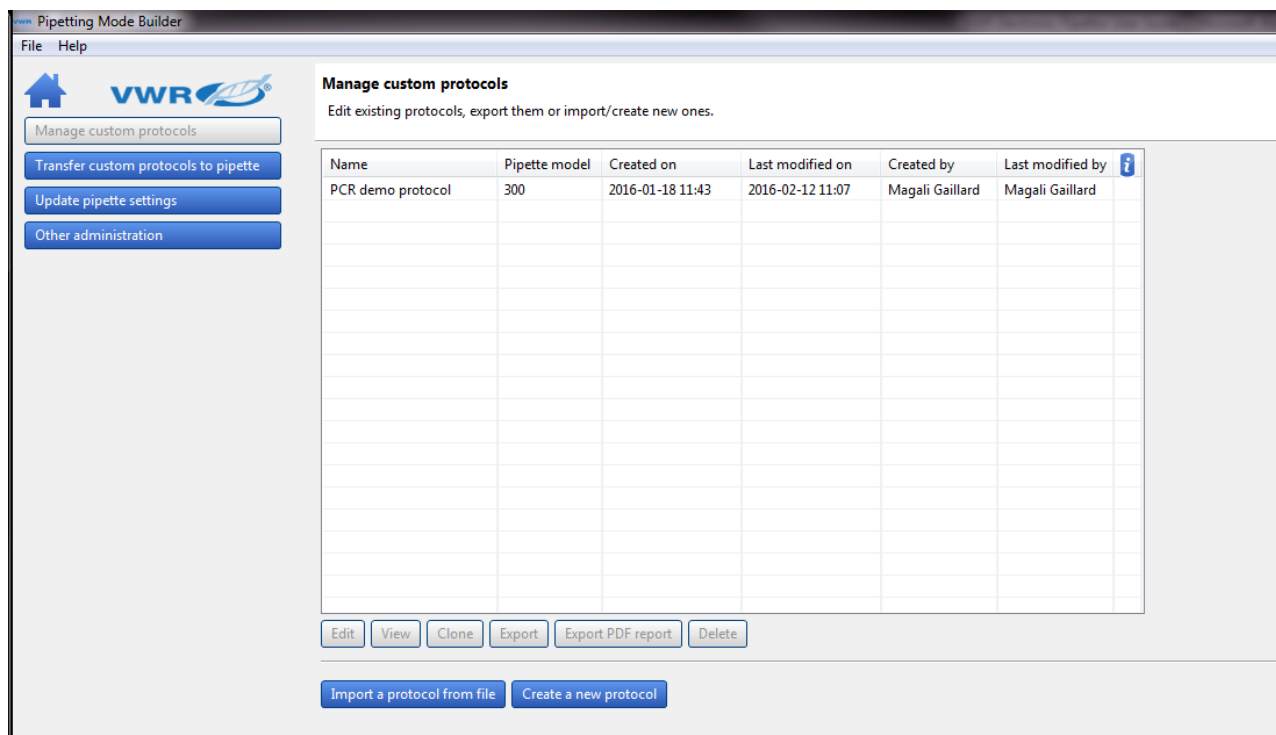 vwr Pipetting Mode Builder
File Help
VWR®
Manage custom protocols
Transfer custom protocols to pipette
Update pipette settings
Other administration
Manage custom protocols
Edit existing protocols, export them or import/create new ones.
Name Pipette model Created on Last modified on Created by Last modified by i
PCR demo protocol 300 2016-01-18 11:43 2016-02-12 11:07 Magali Gaillard Magali Gaillard
Edit View Clone Export Export PDF report Delete
Import a protocol from file Create a new protocol